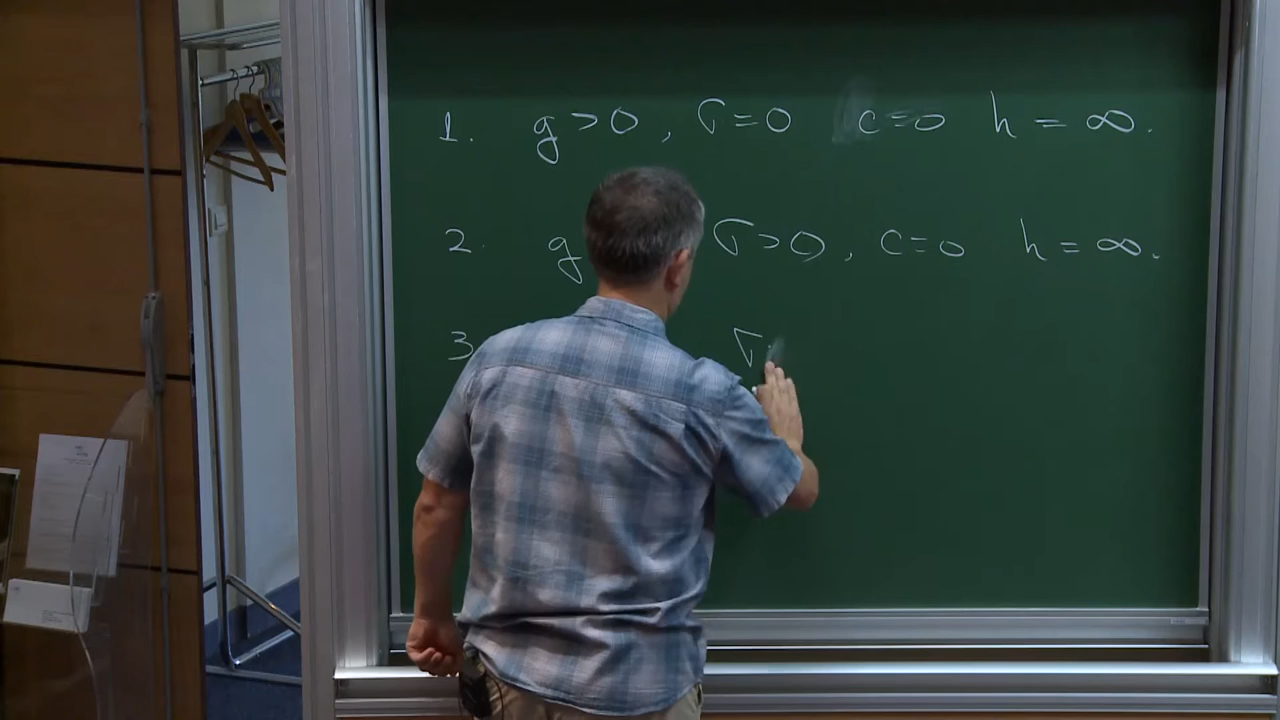 1. g > 0, σ = 0 c = 0 h = ∞.
2. g σ > 0, c = 0 h = ∞.
3 σ